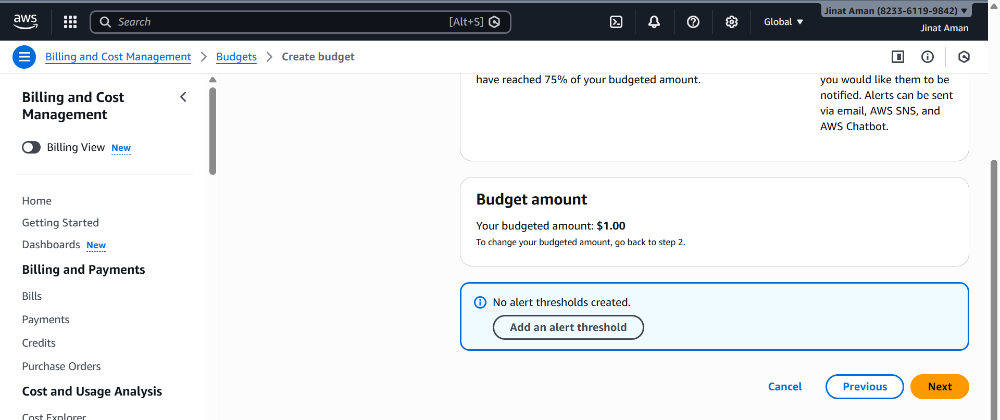 aws
Search [Alt+S]
Global
Jinat Aman (8233-6119-9842)
Jinat Aman
Billing and Cost Management
Budgets
Create budget
Billing and Cost
Management
Billing View New
Home
Getting Started
Dashboards New
Billing and Payments
Bills
Payments
Credits
Purchase Orders
Cost and Usage Analysis
Cost Explorer
have reached 75% of your budgeted amount.
you would like them to be
notified. Alerts can be sent
via email, AWS SNS, and
AWS Chatbot.
Budget amount
Your budgeted amount: $1.00
To change your budgeted amount, go back to step 2.
No alert thresholds created.
Add an alert threshold
Cancel
Previous
Next